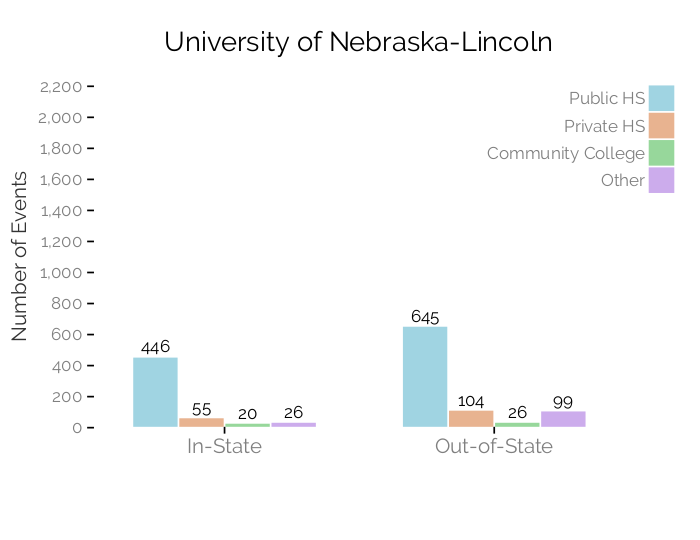 University of Nebraska-Lincoln
Number of Events
2,200
2,000
1,800
1,600
1,400
1,200
1,000
800
600
400
200
0
Public HS
Private HS
Community College
Other
446
55
20
26
645
104
26
99
In-State
Out-of-State